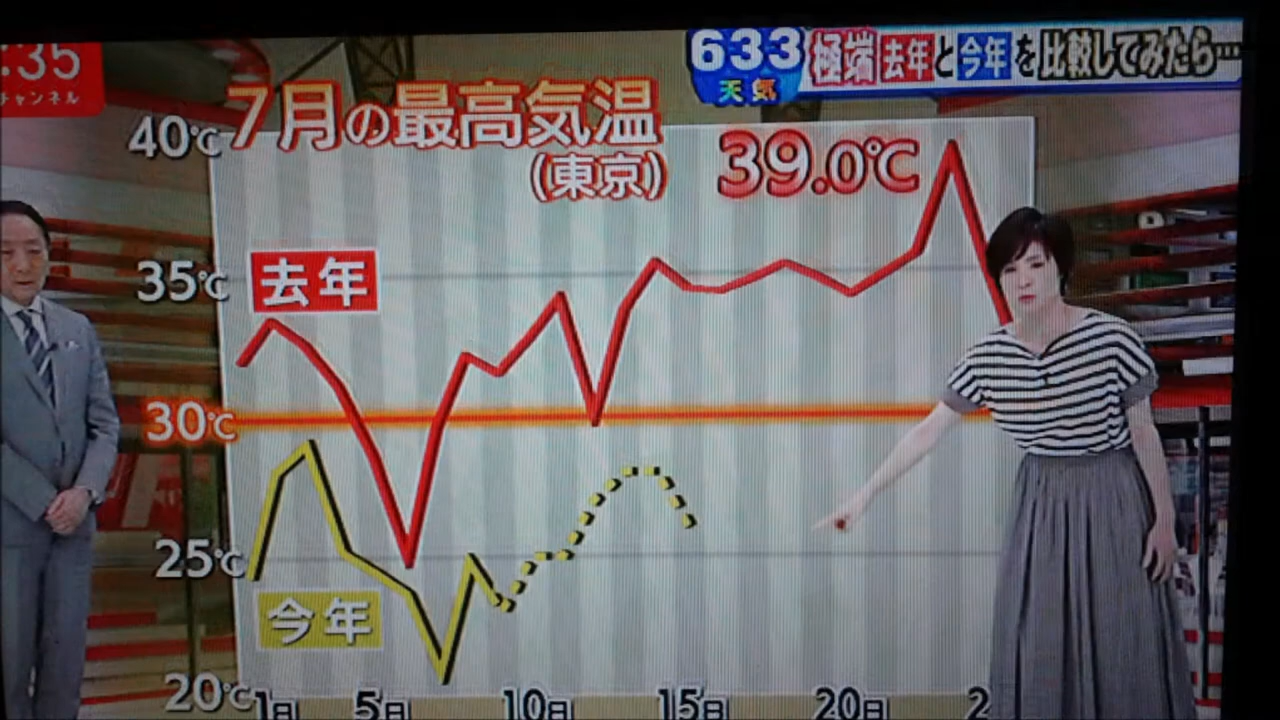 :35
チャンネル
633
天気
極端 去年と今年を比較してみたら…
7月の最高気温
(東京)
39.0℃
40℃
35℃
30℃
25℃
20℃
去年
今年
1日 5日 10日 15日 20日 2